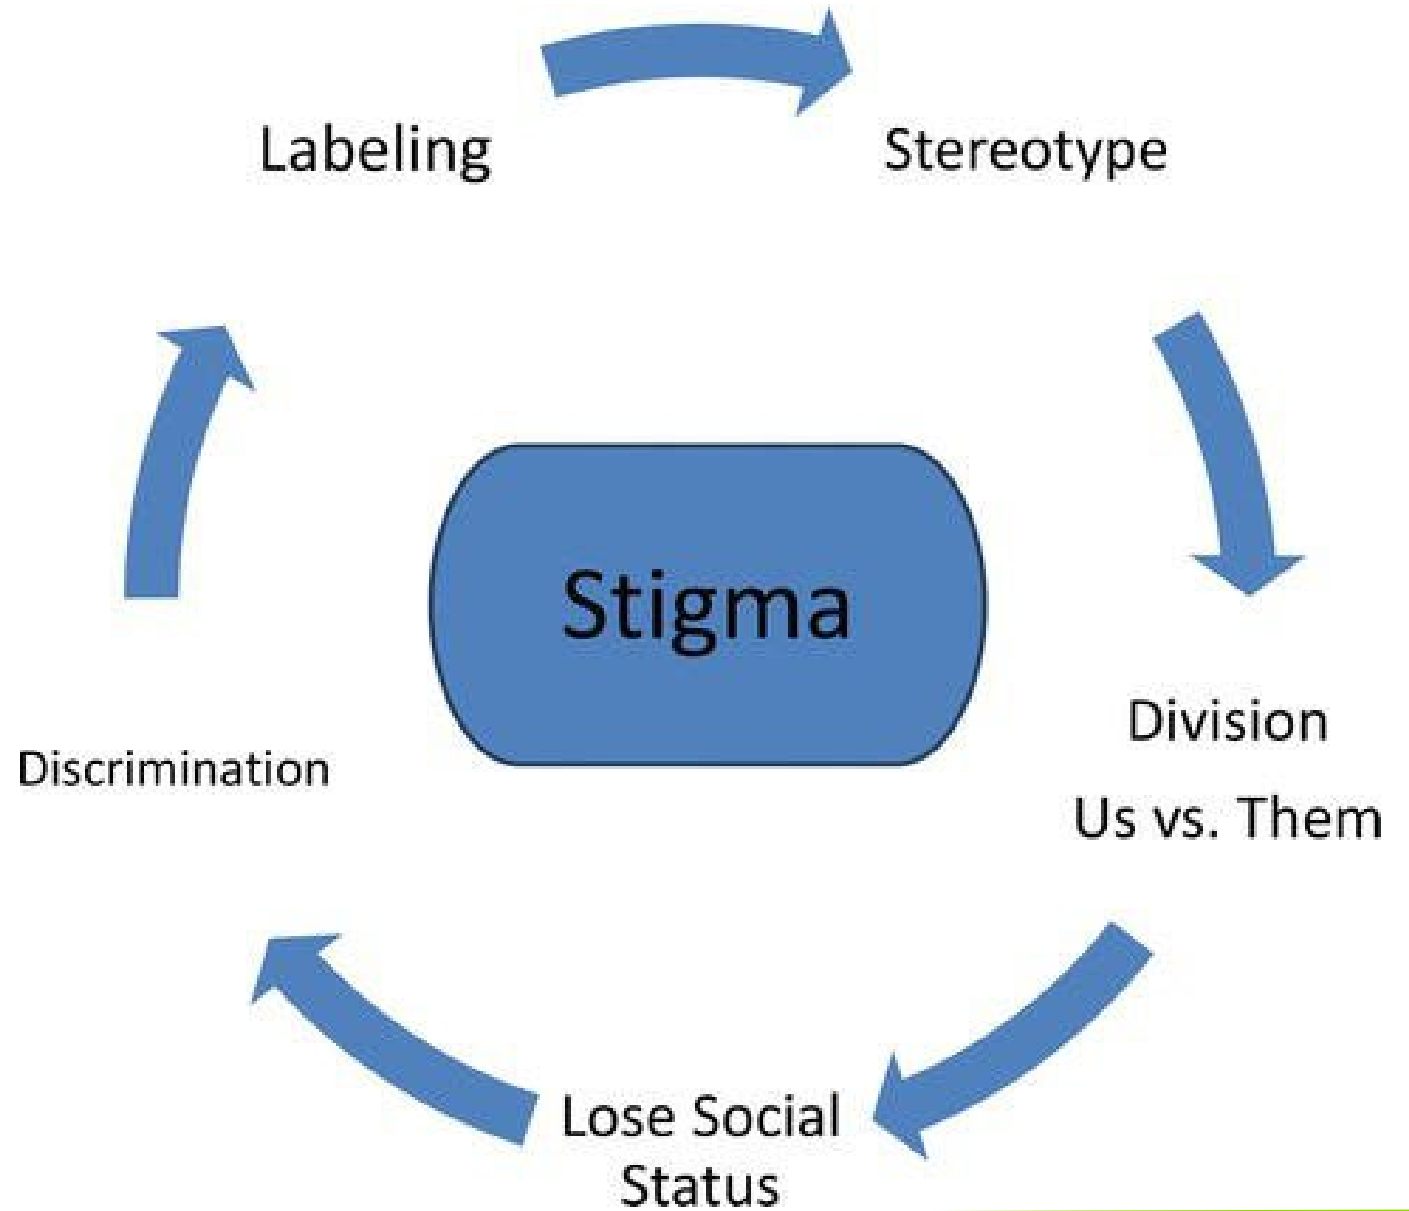 Labeling
Stereotype
Stigma
Division
Us vs. Them
Discrimination
Lose Social
Status